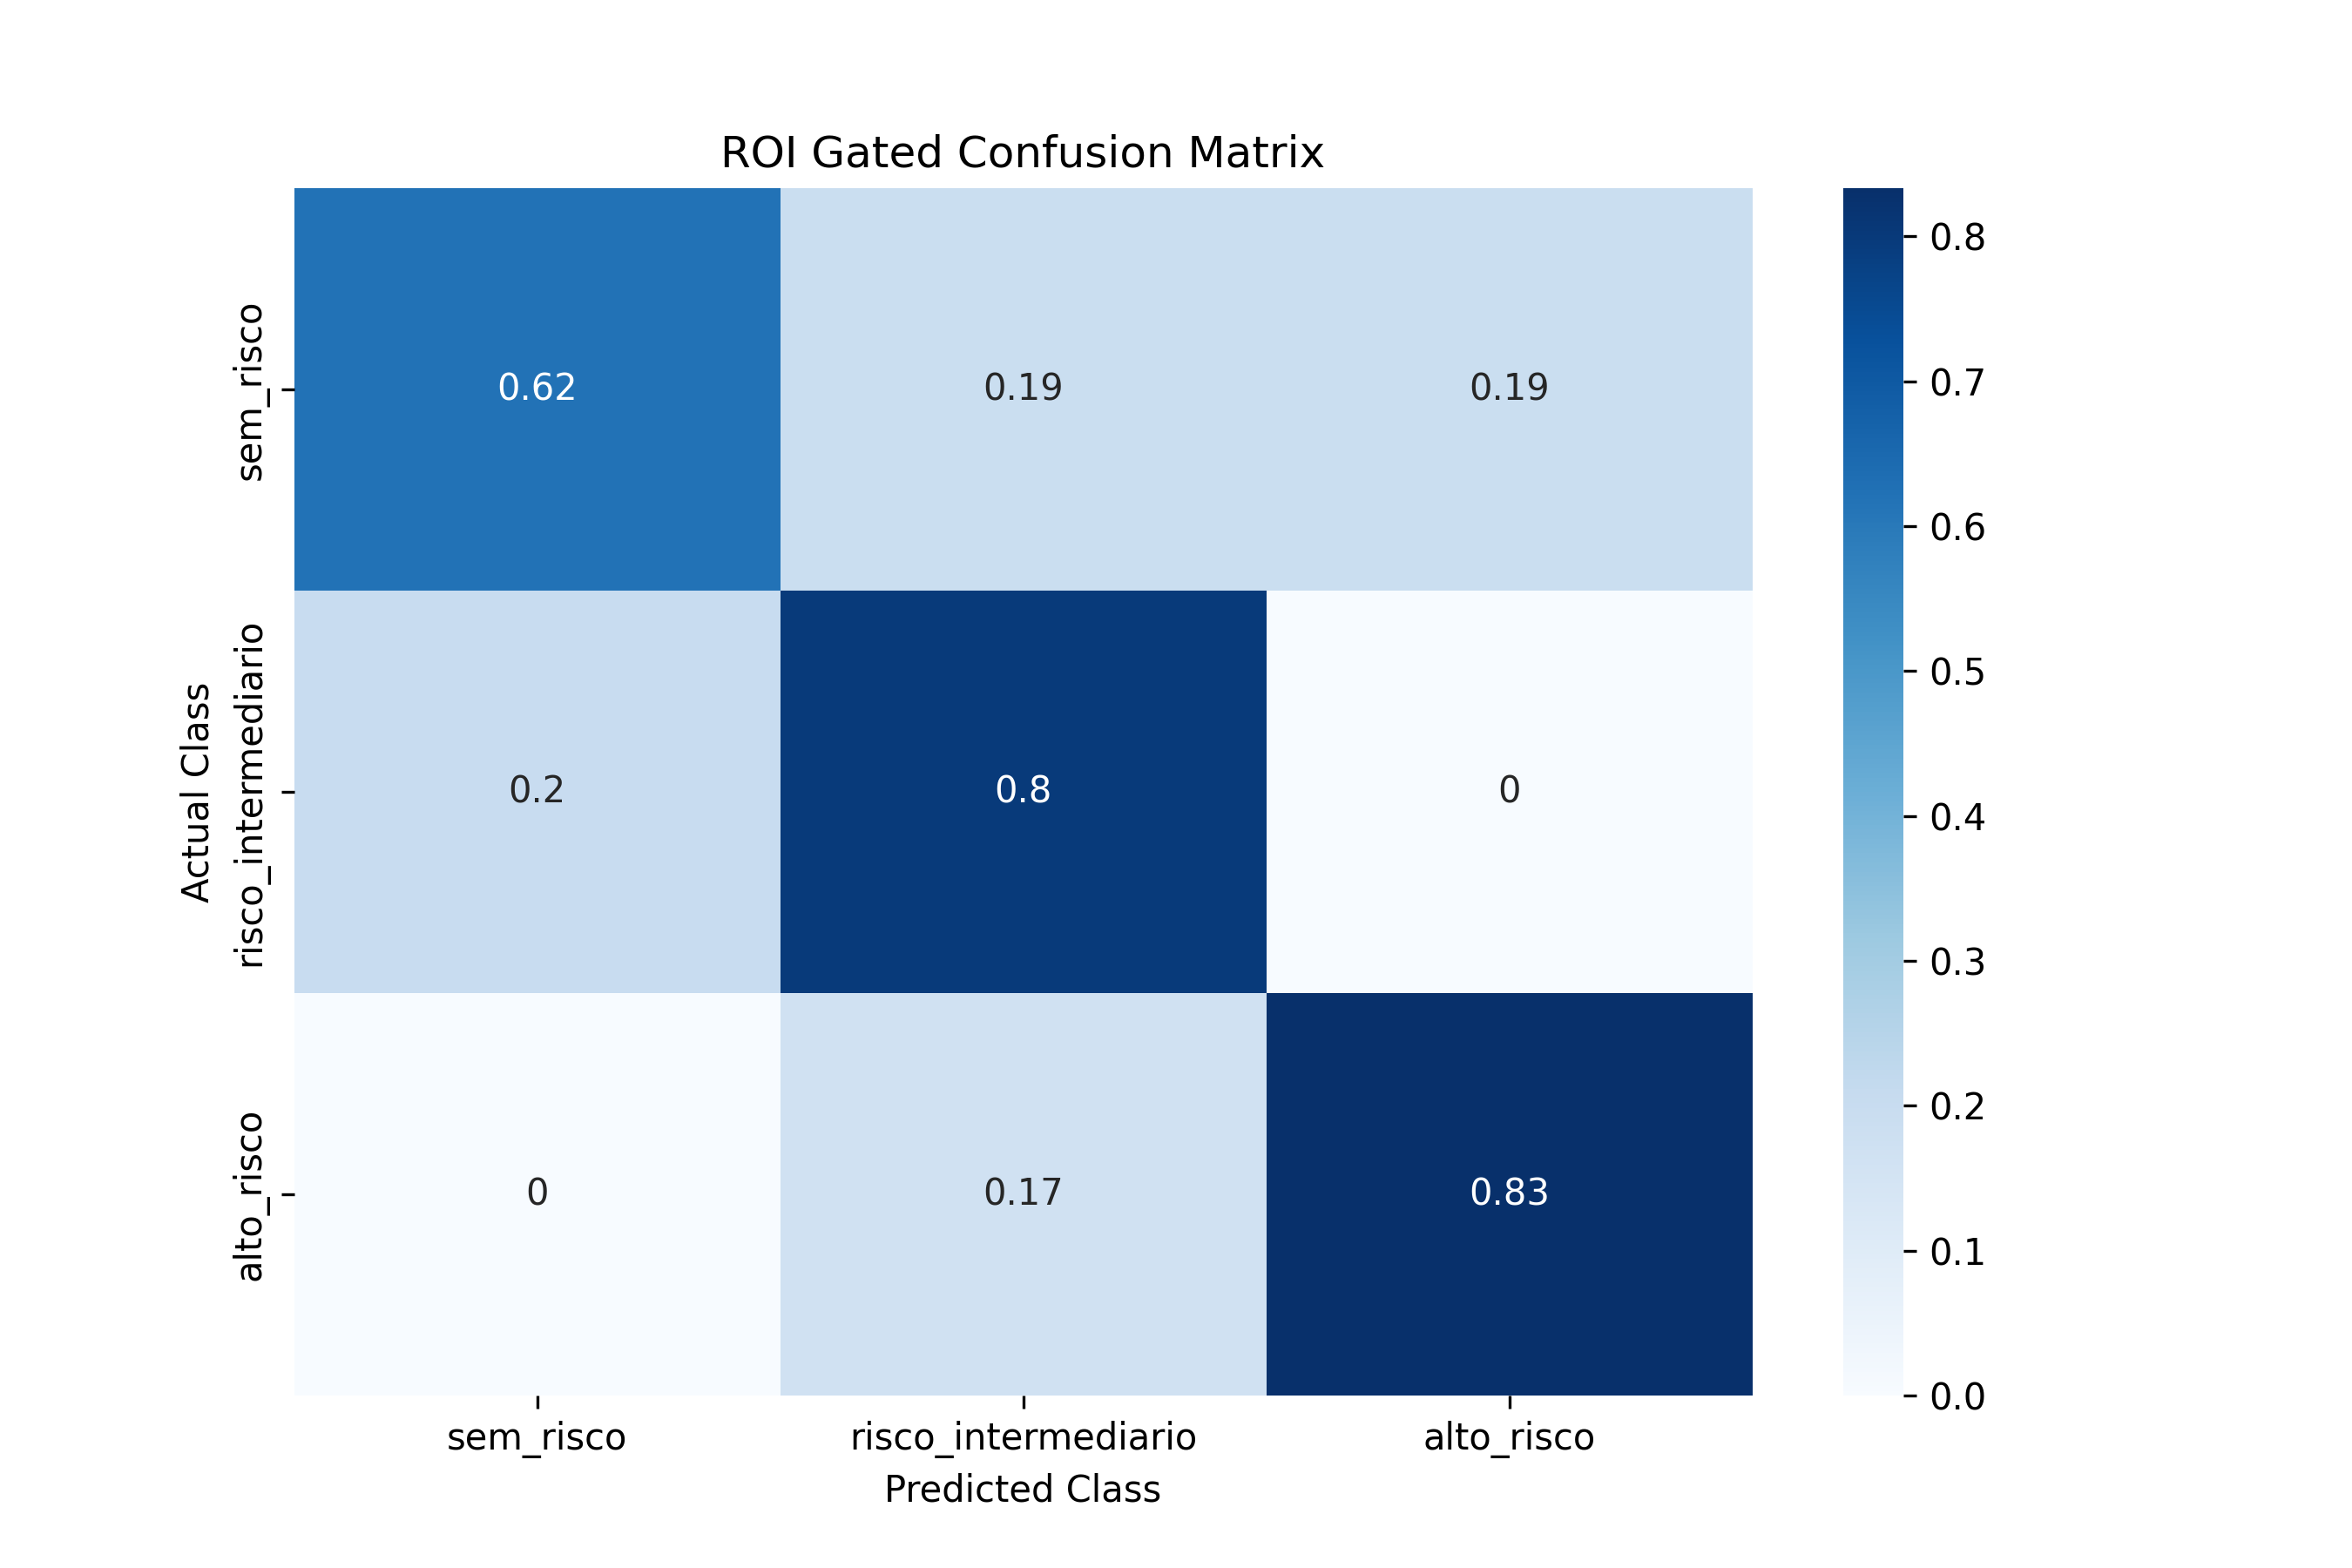 ROI Gated Confusion Matrix
Actual Class
sem_risco
0.62
0.19
0.19
risco_intermediario
0.2
0.8
0
alto_risco
0
0.17
0.83
sem_risco
risco_intermediario
alto_risco
Predicted Class
0.8
0.7
0.6
0.5
0.4
0.3
0.2
0.1
0.0